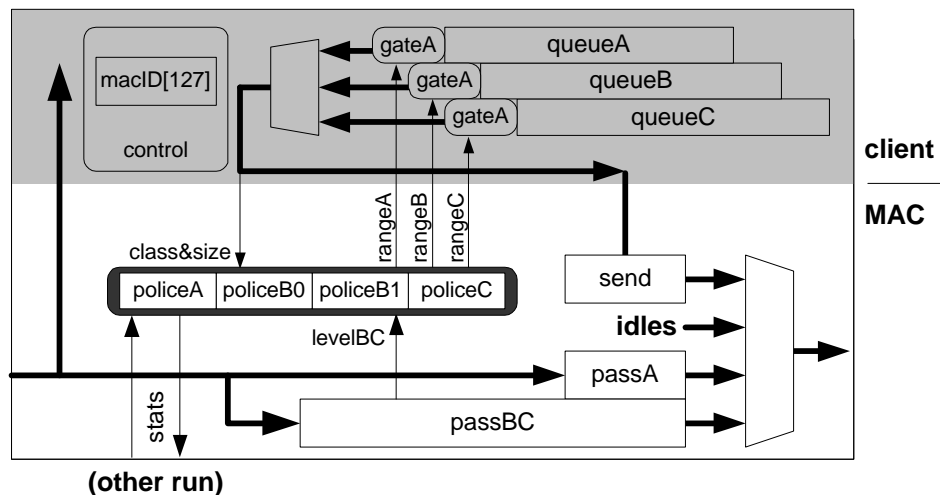 gateA
queueA
gateA
queueB
gateA
queueC
macID[127]
control
client
MAC
rangeA
rangeB
rangeC
class&size
policeA
policeB0
policeB1
policeC
send
idles
levelBC
passA
passBC
stats
(other run)